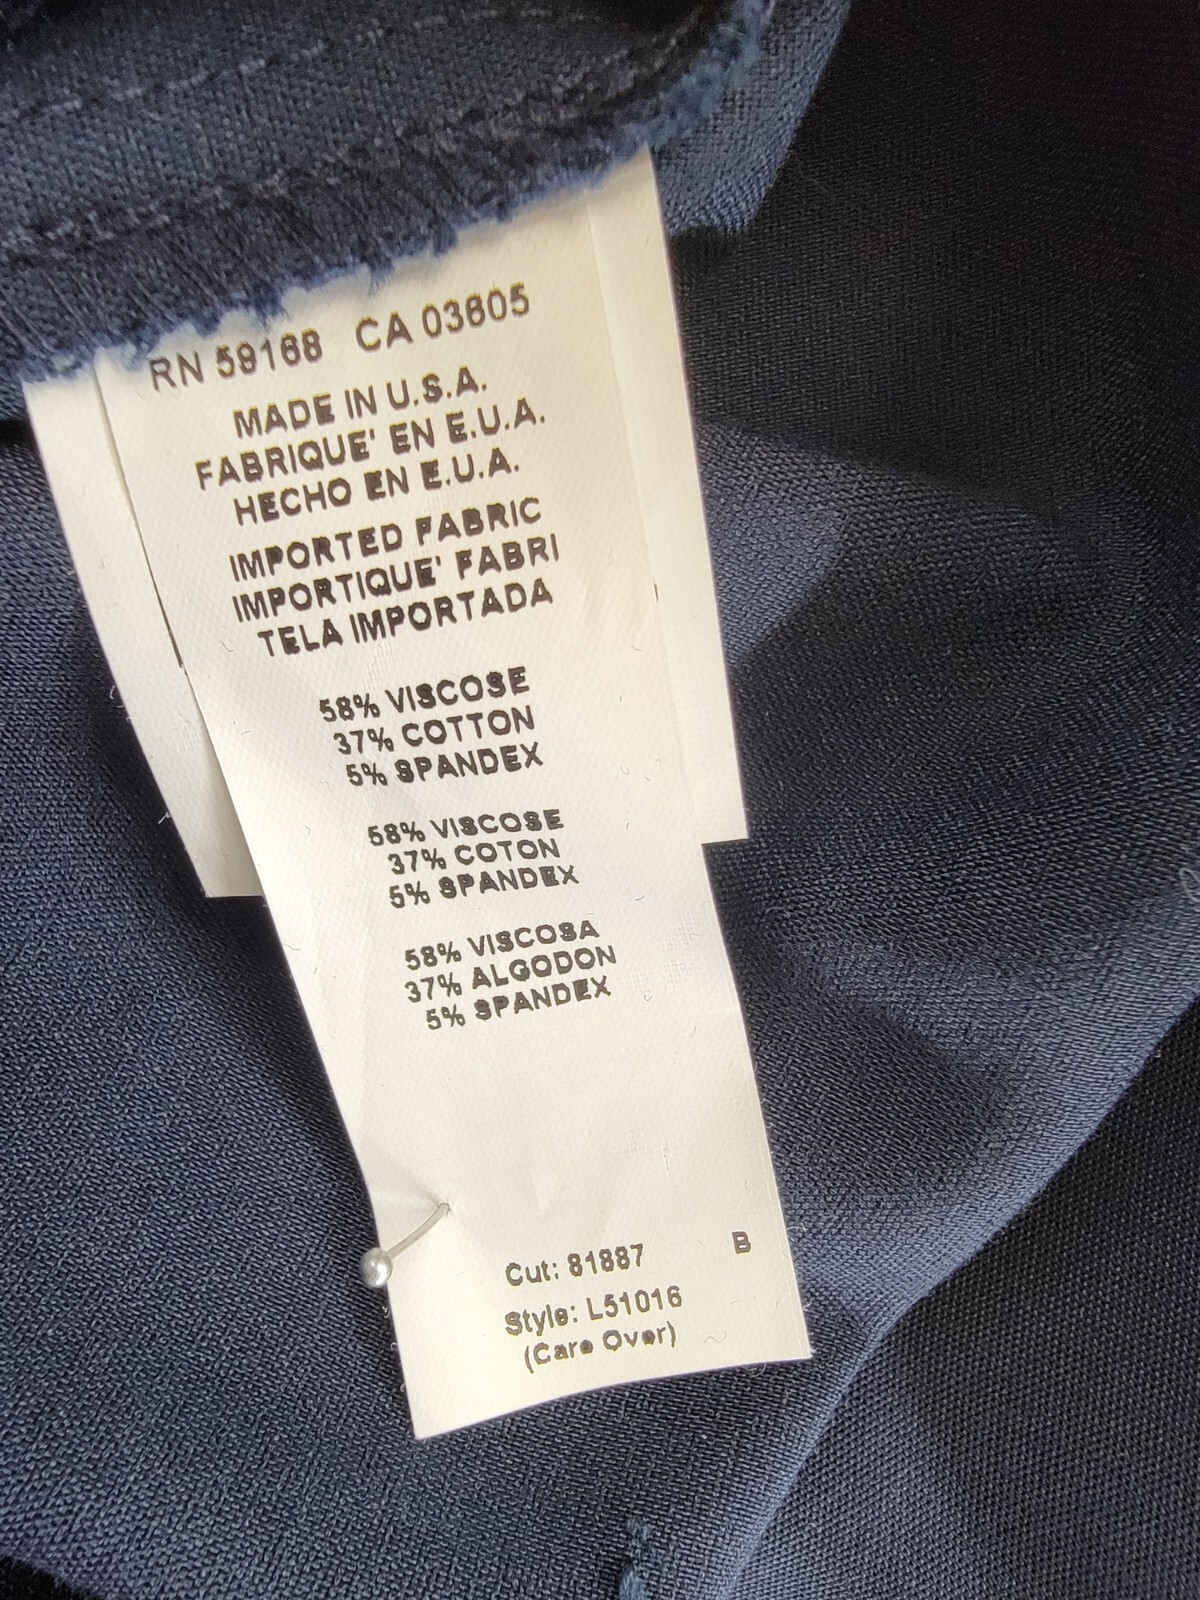 RN 59168 CA 03605
MADE IN U.S.A.
FABRIQUE' EN E.U.A.
HECHO EN E.U.A.
IMPORTED FABRIC
IMPORTIQUE' FABRI
TELA IMPORTADA
58% VISCOSE
37% COTTON
5% SPANDEX
58% VISCOSE
37% COTON
5% SPANDEX
58% VISCOSA
37% ALGODON
5% SPANDEX
Cut: 81887 B
Style: L51016
(Care Over)